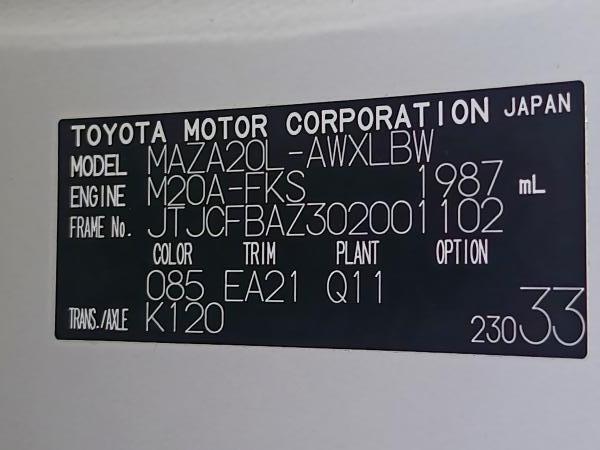 TOYOTA MOTOR CORPORATION JAPAN
MODEL MAZA20L-AWXLBW
ENGINE M20A-FKS 1987 mL
FRAME No. JTJCFBAZ302001102
COLOR TRIM PLANT OPTION
085 EA21 Q11
TRANS./AXLE K120
23033